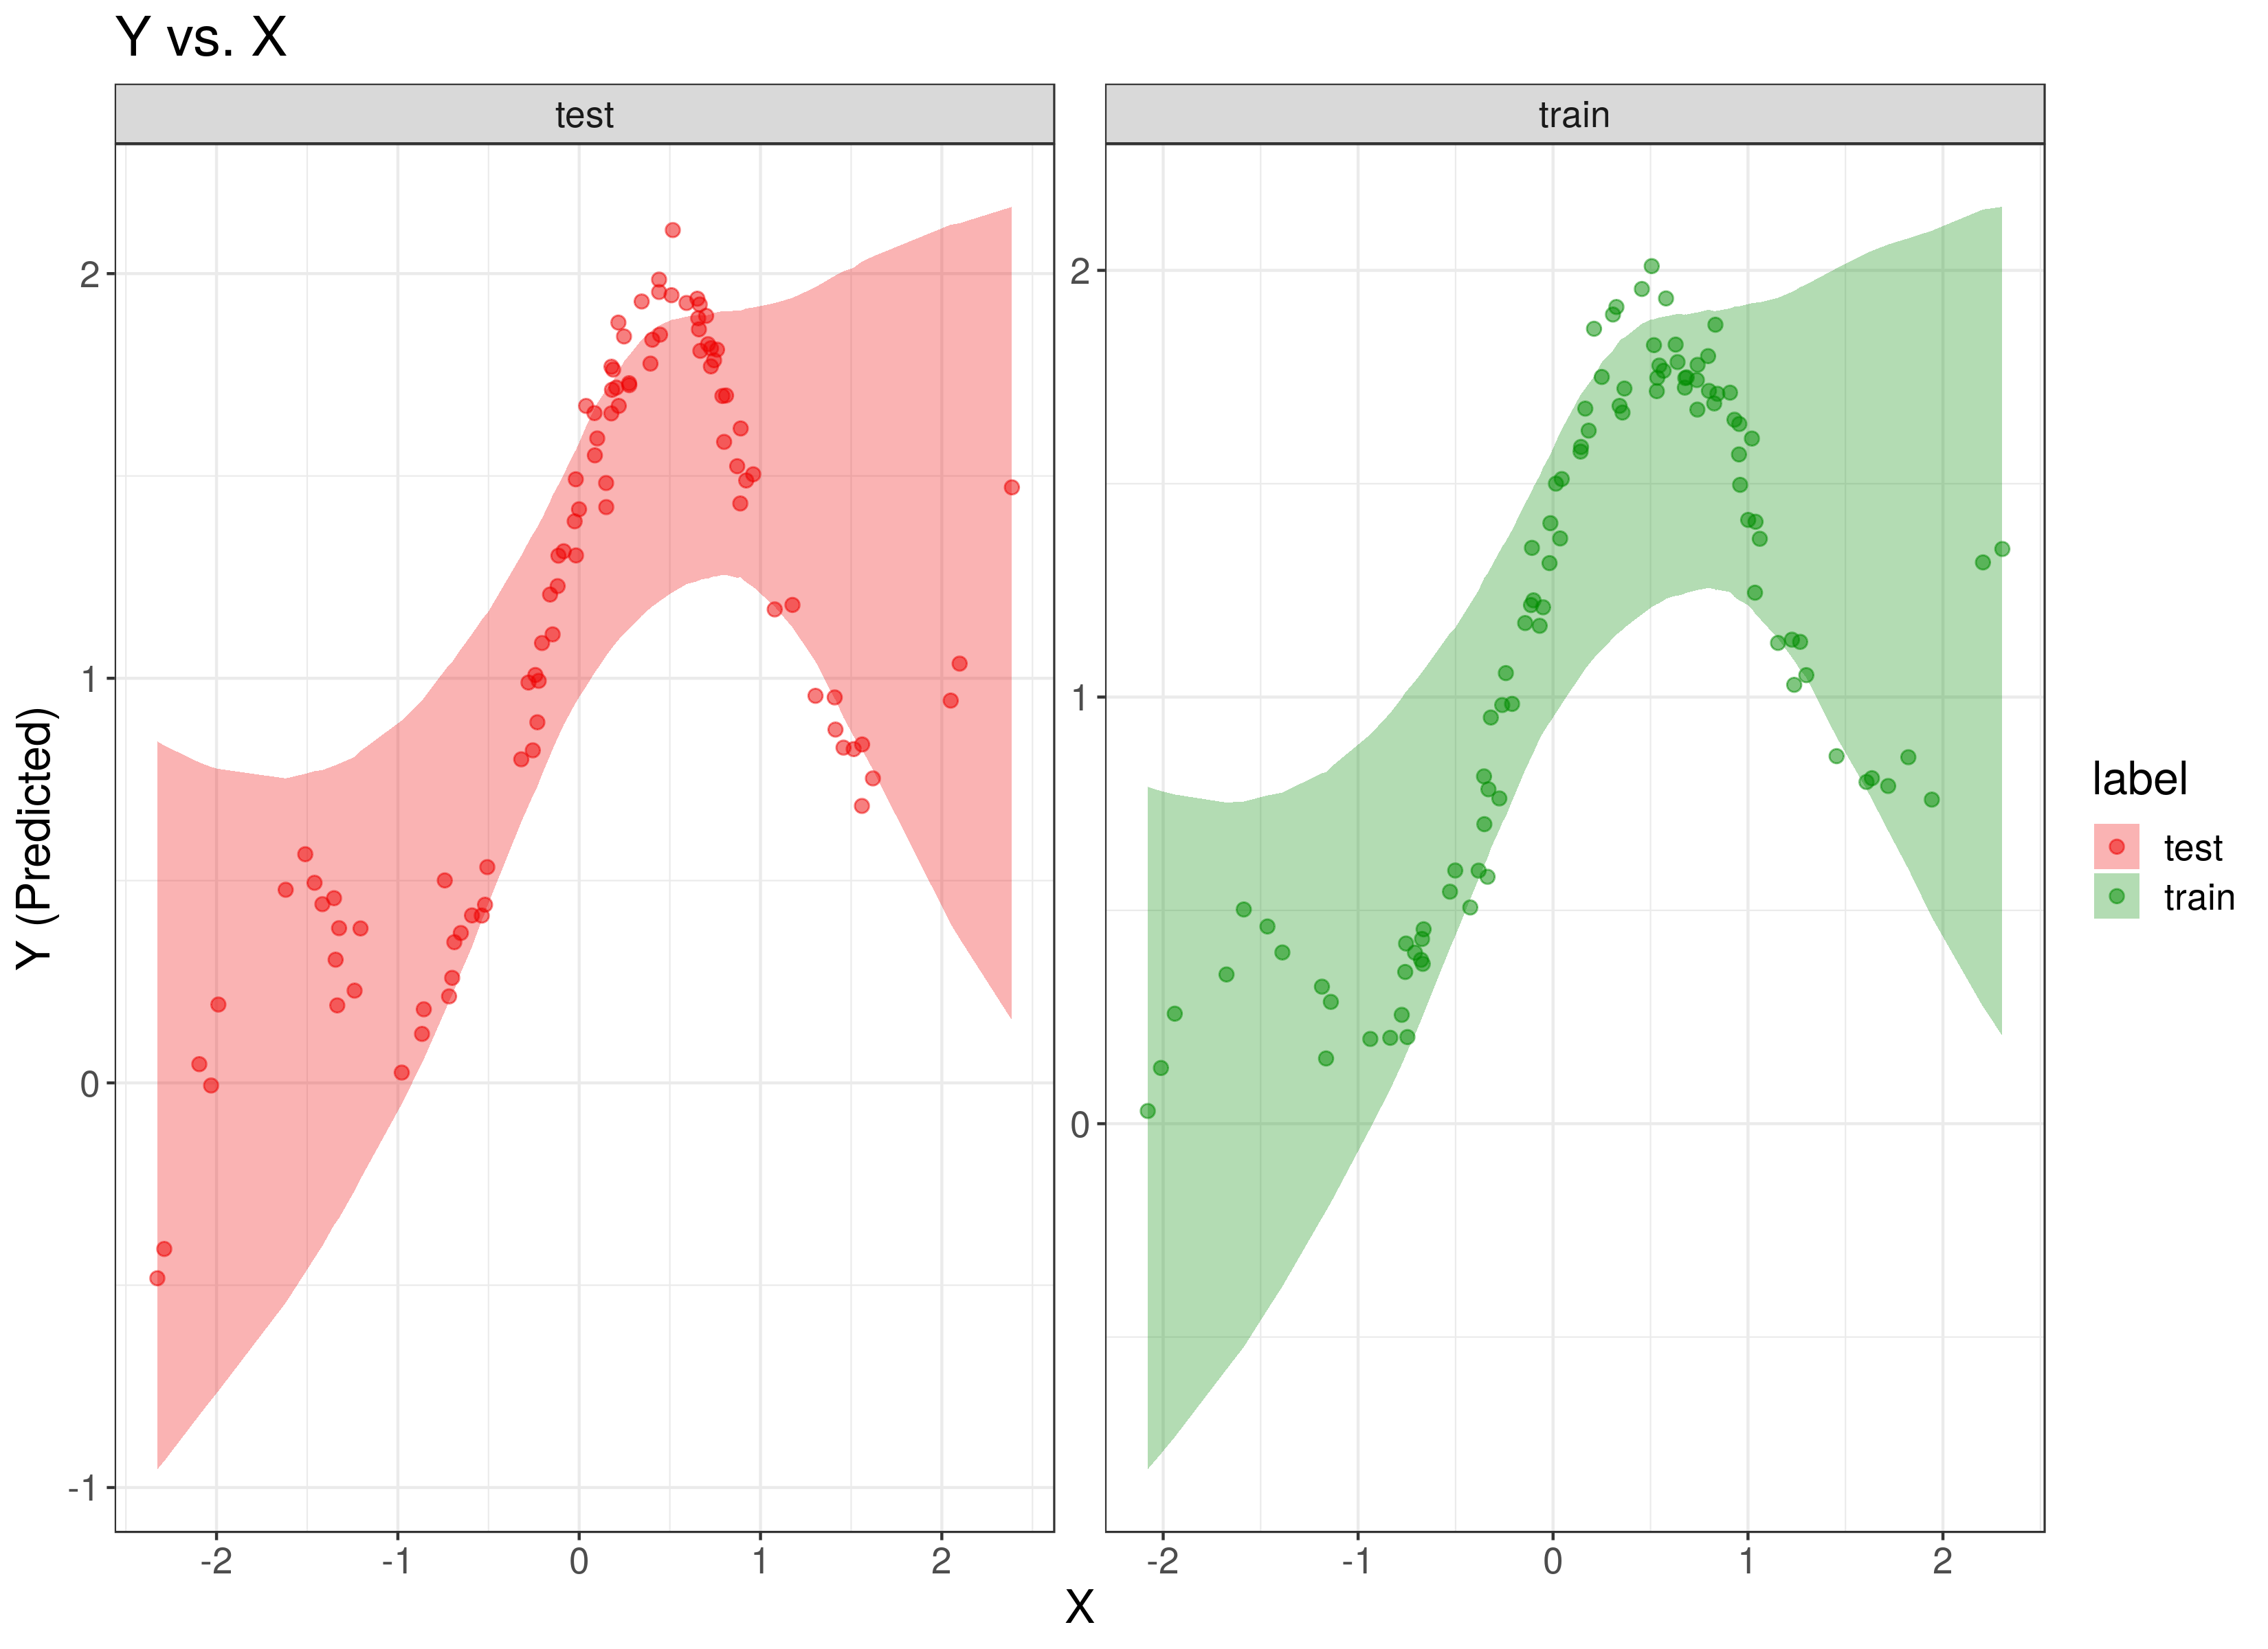 Y vs. X
test
train
Y (Predicted)
2
1
0
-1
2
1
0
-2 -1 0 1 2
-2 -1 0 1 2
X
label
test
train